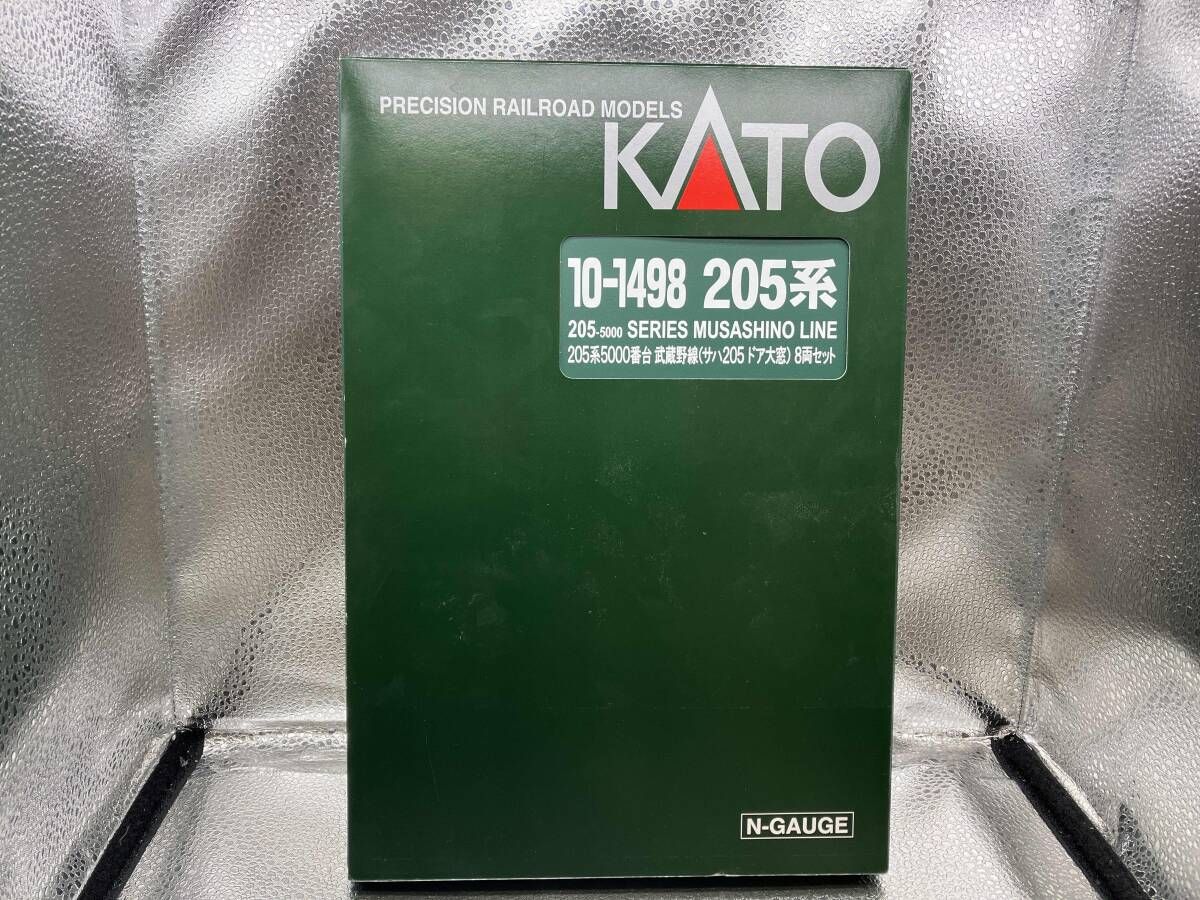 PRECISION RAILROAD MODELS
KATO
10-1498 205系
205-5000 SERIES MUSASHINO LINE
205系5000番台 武蔵野線(サハ205ドア大窓) 8両セット
N-GAUGE